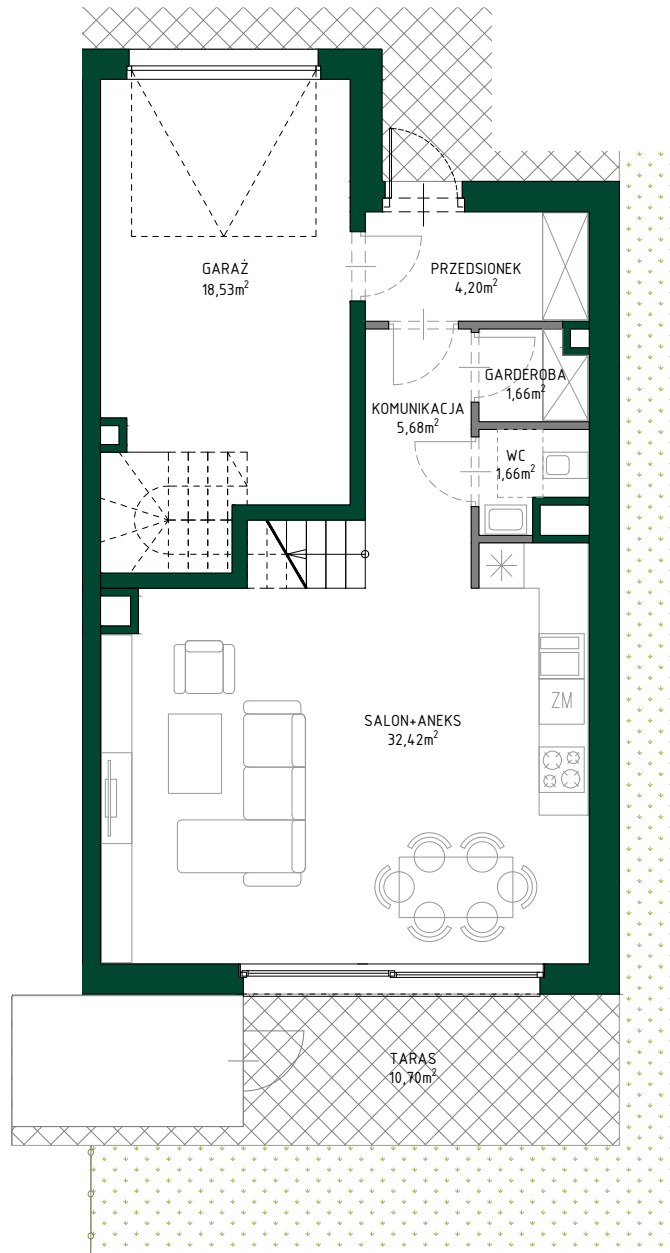 GARAŻ
18,53m²
PRZEDSIONEK
4,20m²
GARDEROBA
1,66m²
KOMUNIKACJA
5,68m²
WC
1,66m²
ZM
SALON+ANEKS
32,42m²
TARAS
10,70m²